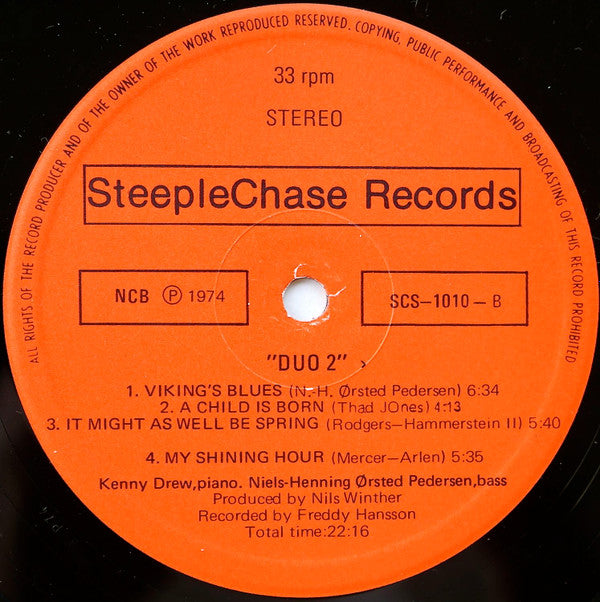 ALL RIGHTS OF THE RECORD PRODUCER AND OF THE OWNER OF THE WORK REPRODUCED RESERVED. COPYING, PUBLIC PERFORMANCE AND BROADCASTING OF THIS RECORD PROHIBITED
33 rpm
STEREO
SteepleChase Records
NCB Ⓟ 1974
SCS–1010 – B
"DUO 2" ›
1. VIKING'S BLUES (N.-H. Ørsted Pedersen) 6:34
2. A CHILD IS BORN (Thad JOnes) 4:13
3. IT MIGHT AS WELL BE SPRING (Rodgers–Hammerstein II) 5:40
4. MY SHINING HOUR (Mercer–Arlen) 5:35
Kenny Drew,piano. Niels-Henning Ørsted Pedersen,bass
Produced by Nils Winther
Recorded by Freddy Hansson
Total time:22:16